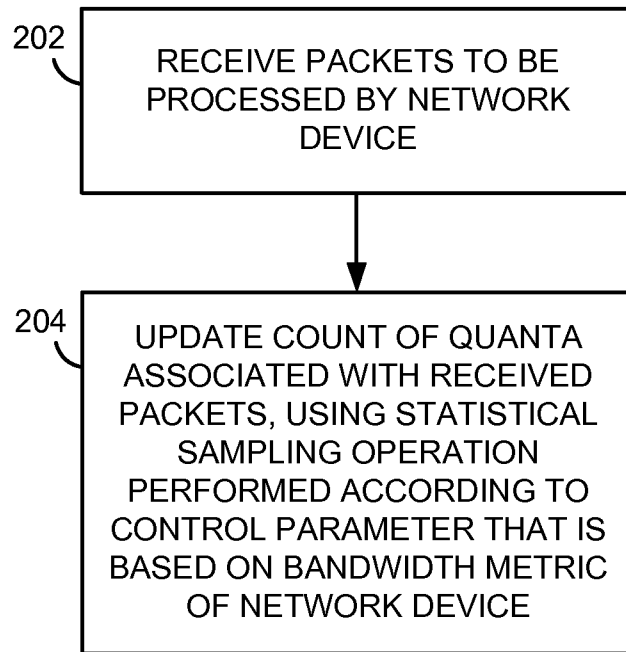 202
RECEIVE PACKETS TO BE
PROCESSED BY NETWORK
DEVICE
204
UPDATE COUNT OF QUANTA
ASSOCIATED WITH RECEIVED
PACKETS, USING STATISTICAL
SAMPLING OPERATION
PERFORMED ACCORDING TO
CONTROL PARAMETER THAT IS
BASED ON BANDWIDTH METRIC
OF NETWORK DEVICE